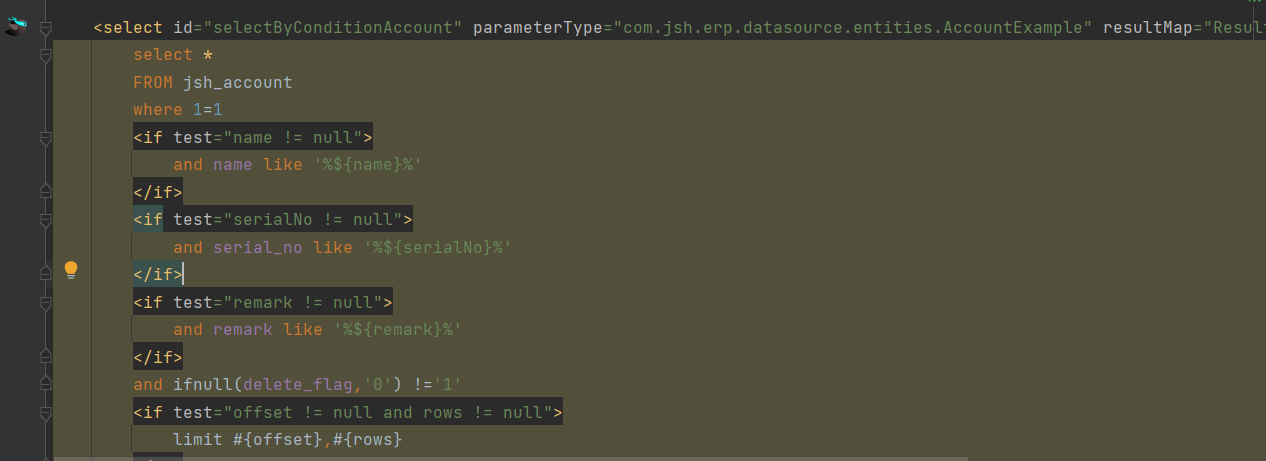 <select id="selectByConditionAccount" parameterType="com.jsh.erp.datasource.entities.AccountExample" resultMap="Resul
select *
FROM jsh_account
where 1=1
<if test="name != null">
and name like '%${name}%'
</if>
<if test="serialNo != null">
and serial_no like '%${serialNo}%'
</if>
<if test="remark != null">
and remark like '%${remark}%'
</if>
and ifnull(delete_flag,'0') !='1'
<if test="offset != null and rows != null">
limit #{offset},#{rows}